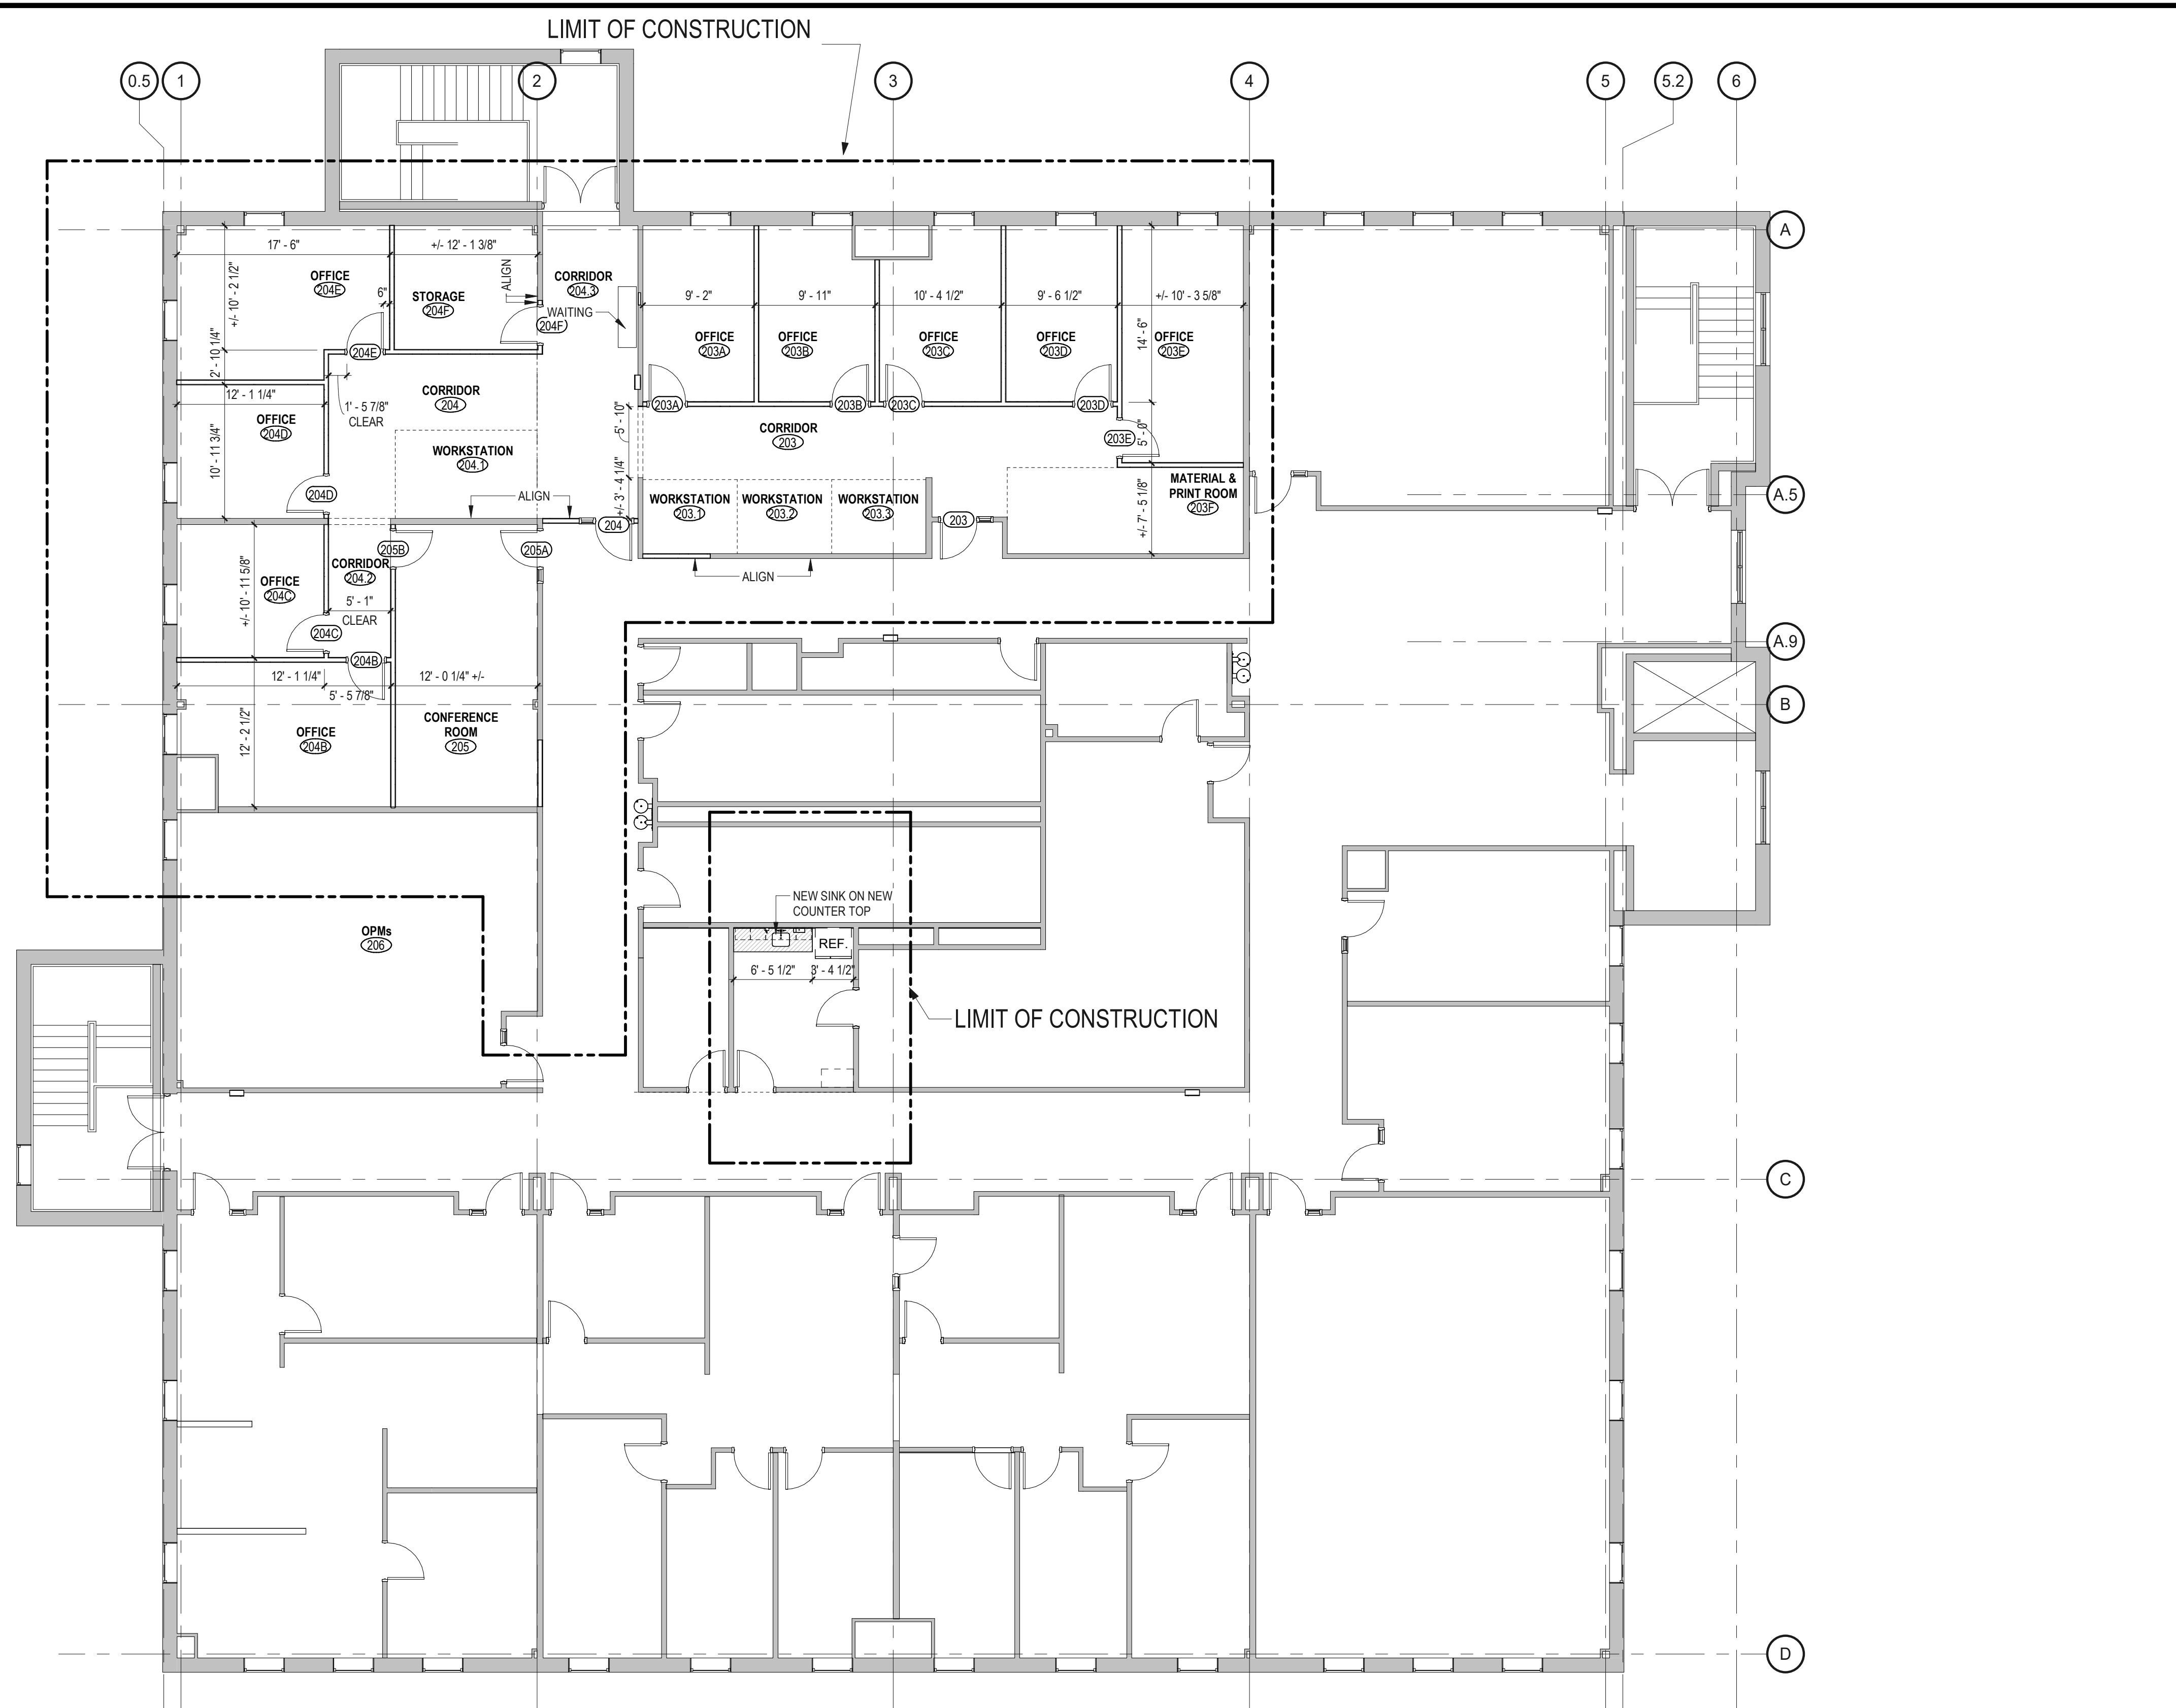 LIMIT OF CONSTRUCTION
0.5
1
2
3
4
5
5.2
6
A
17' - 6"
+/- 12' - 1 3/8"
ALIGN
CORRIDOR
204.3
+/- 10' - 2 1/2"
OFFICE
204E
6"
STORAGE
204F
204F
WAITING
9' - 2"
9' - 11"
10' - 4 1/2"
9' - 6 1/2"
+/- 10' - 3 5/8"
OFFICE
203A
OFFICE
203B
OFFICE
203C
OFFICE
203D
14' - 6"
OFFICE
203E
2' - 10 1/4"
204E
12' - 1 1/4"
1' - 5 7/8"
CLEAR
CORRIDOR
204
203A
203B
203C
203D
OFFICE
204D
5' - 10"
CORRIDOR
203
203E
5' - 0"
10' - 11 3/4"
WORKSTATION
204.1
+/- 3' - 4 1/4"
204D
ALIGN
WORKSTATION
203.1
WORKSTATION
203.2
WORKSTATION
203.3
MATERIAL &
PRINT ROOM
203F
A.5
204
203
+/- 7' - 5 1/8"
205B
205A
CORRIDOR
204.2
ALIGN
OFFICE
204C
+/- 10' - 11 5/8"
5' - 1"
CLEAR
204C
A.9
204B
12' - 1 1/4"
5' - 5 7/8"
12' - 0 1/4" +/-
B
12' - 2 1/2"
OFFICE
204B
CONFERENCE
ROOM
205
NEW SINK ON NEW
COUNTER TOP
OPMs
206
REF.
6' - 5 1/2"
3' - 4 1/2"
LIMIT OF CONSTRUCTION
C
D